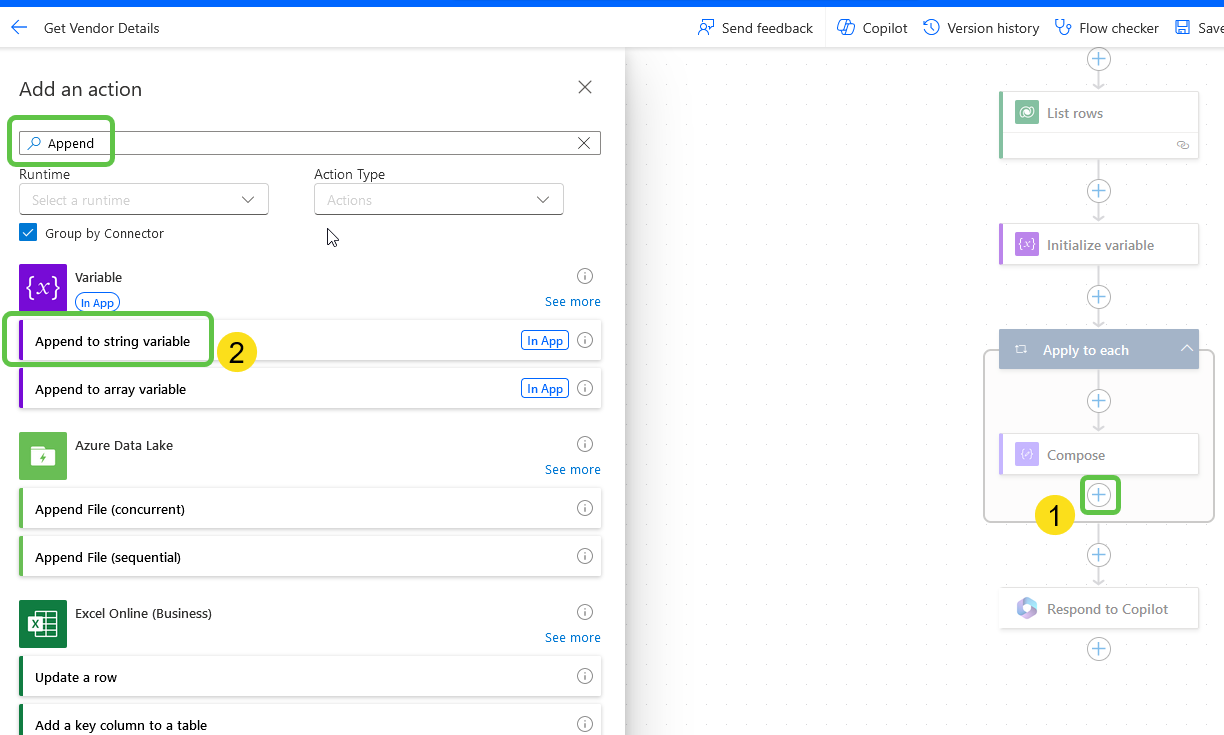 Get Vendor Details
Send feedback
Copilot
Version history
Flow checker
Save
Add an action
Append
Runtime
Action Type
Select a runtime
Actions
Group by Connector
Variable
In App
See more
Append to string variable
In App
2
Append to array variable
In App
Azure Data Lake
See more
Append File (concurrent)
Append File (sequential)
Excel Online (Business)
See more
Update a row
Add a key column to a table
List rows
{x}
Initialize variable
Apply to each
Compose
1
Respond to Copilot